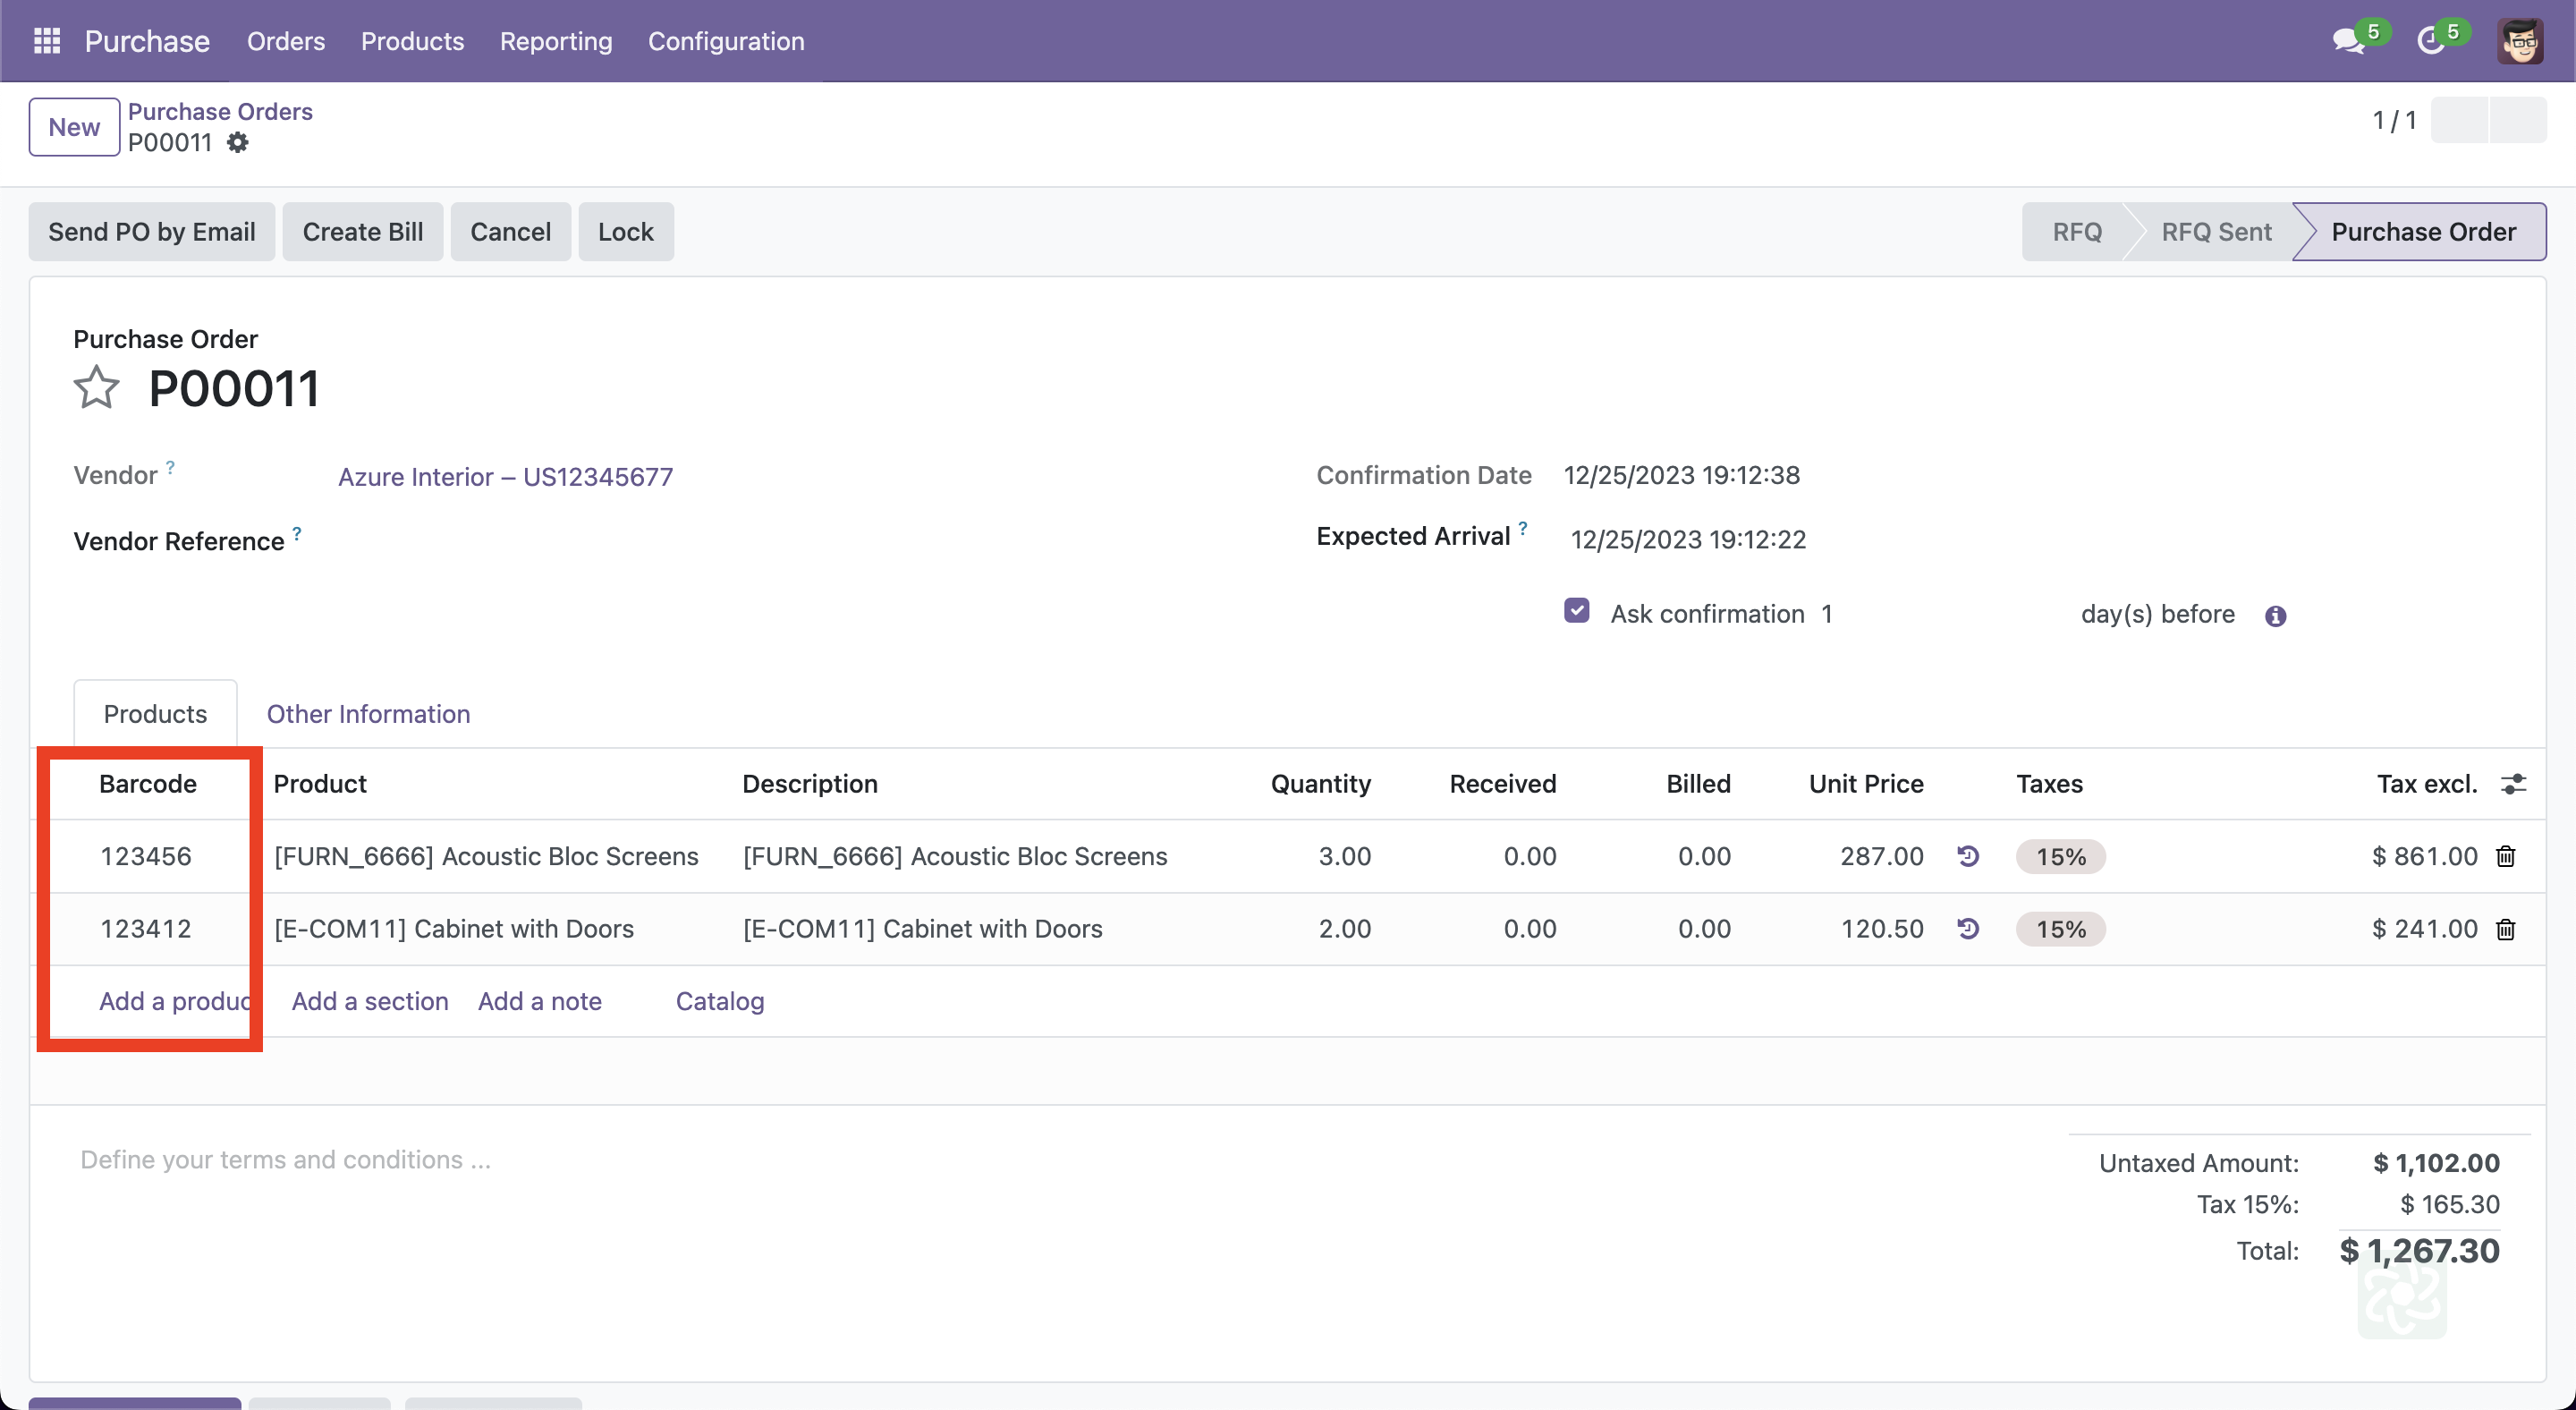 Purchase Orders Products Reporting Configuration 5 5
New Purchase Orders
P00011
1 / 1
Send PO by Email Create Bill Cancel Lock RFQ RFQ Sent Purchase Order
Purchase Order
P00011
Vendor ? Azure Interior – US12345677 Confirmation Date 12/25/2023 19:12:38
Vendor Reference ? Expected Arrival ? 12/25/2023 19:12:22
Ask confirmation 1 day(s) before
Products Other Information
Barcode Product Description Quantity Received Billed Unit Price Taxes Tax excl.
123456 [FURN_6666] Acoustic Bloc Screens [FURN_6666] Acoustic Bloc Screens 3.00 0.00 0.00 287.00 15% $ 861.00
123412 [E-COM11] Cabinet with Doors [E-COM11] Cabinet with Doors 2.00 0.00 0.00 120.50 15% $ 241.00
Add a produc Add a section Add a note Catalog
Define your terms and conditions ...
Untaxed Amount: $ 1,102.00
Tax 15%: $ 165.30
Total: $ 1,267.30